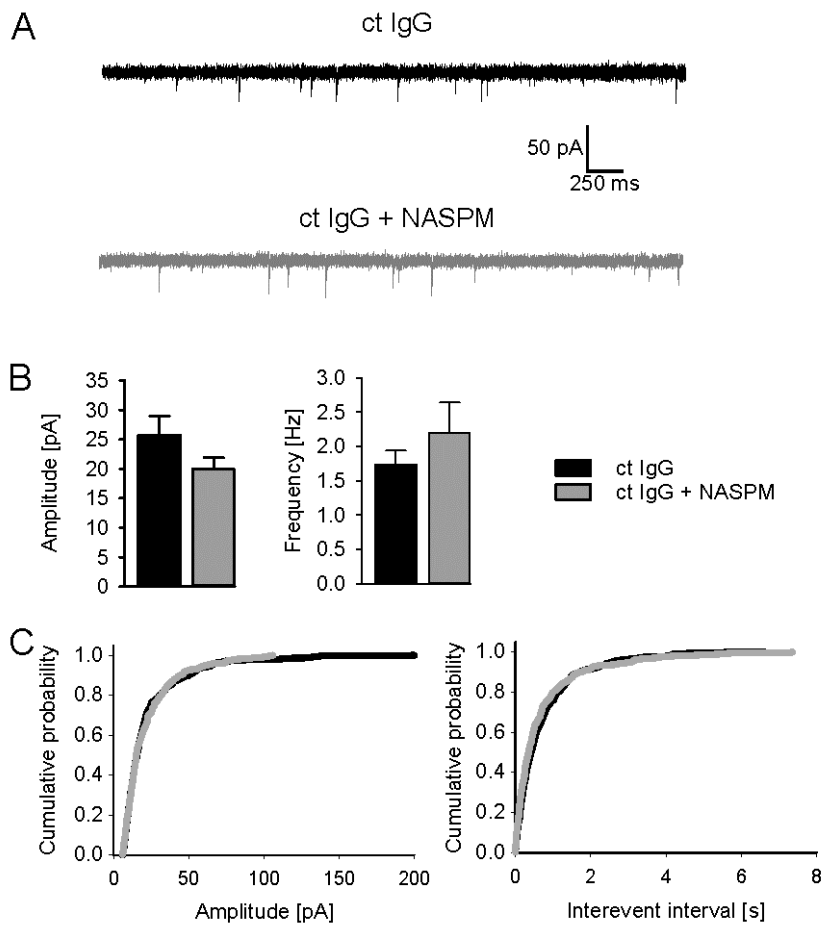 A
ct IgG
50 pA
250 ms
ct IgG + NASPM
B
Amplitude [pA]
35
30
25
20
15
10
5
0
Frequency [Hz]
3.0
2.5
2.0
1.5
1.0
0.5
0.0
ct IgG
ct IgG + NASPM
C
Cumulative probability
1.0
0.8
0.6
0.4
0.2
0.0
0 50 100 150 200
Amplitude [pA]
Cumulative probability
1.0
0.8
0.6
0.4
0.2
0.0
0 2 4 6 8
Interevent interval [s]